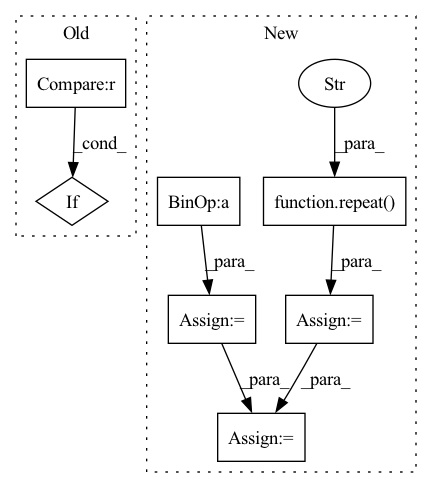 Old
New
Compare:r
Str
_cond_
_para_
If
BinOp:a
function.repeat()
_para_
_para_
Assign:=
Assign:=
_para_
_para_
Assign:=